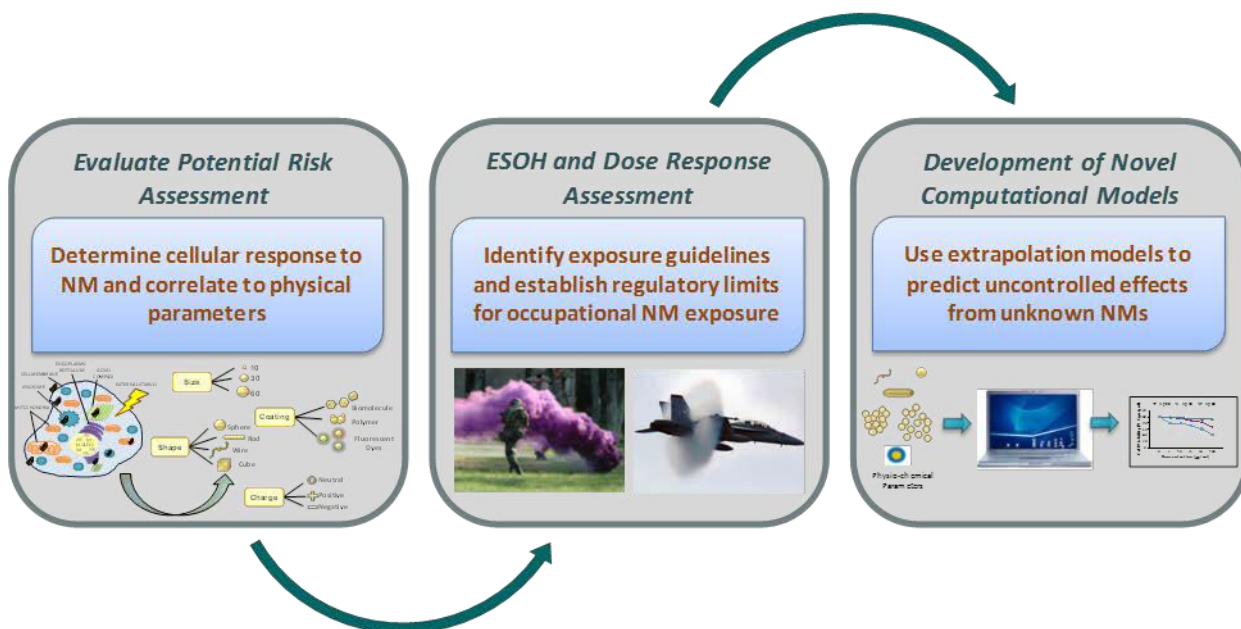 Evaluate Potential Risk
Assessment
Determine cellular response to
NM and correlate to physical
parameters
Size
10
30
60
Coating
Biomolecule
Polymer
Fluorescent
Dyes
Shape
Sphere
Rod
Wire
Cube
Charge
Neutral
Positive
Negative
ESOH and Dose Response
Assessment
Identify exposure guidelines
and establish regulatory limits
for occupational NM exposure
Development of Novel
Computational Models
Use extrapolation models to
predict uncontrolled effects
from unknown NMs
Physio-chemical